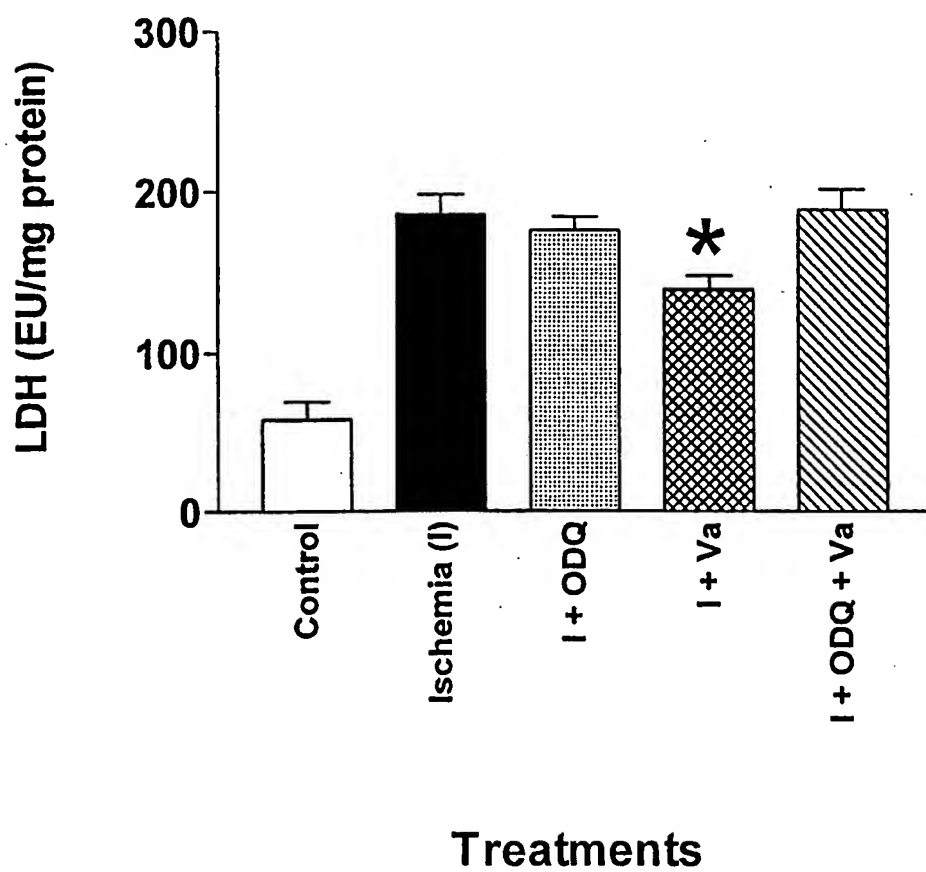 LDH (EU/mg protein)
300
200
100
0
*
Control
Ischemia (I)
I + ODQ
I + Va
I + ODQ + Va
Treatments